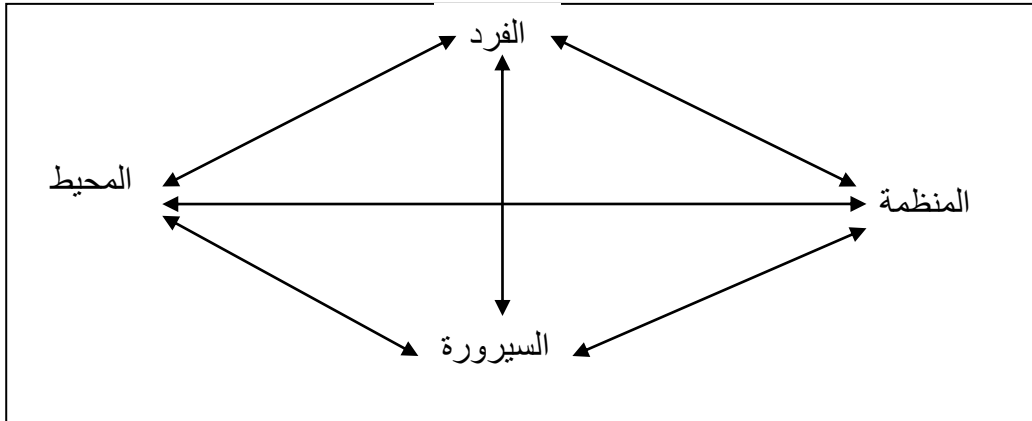 الفرد
المحيط
المنظمة
السيرورة